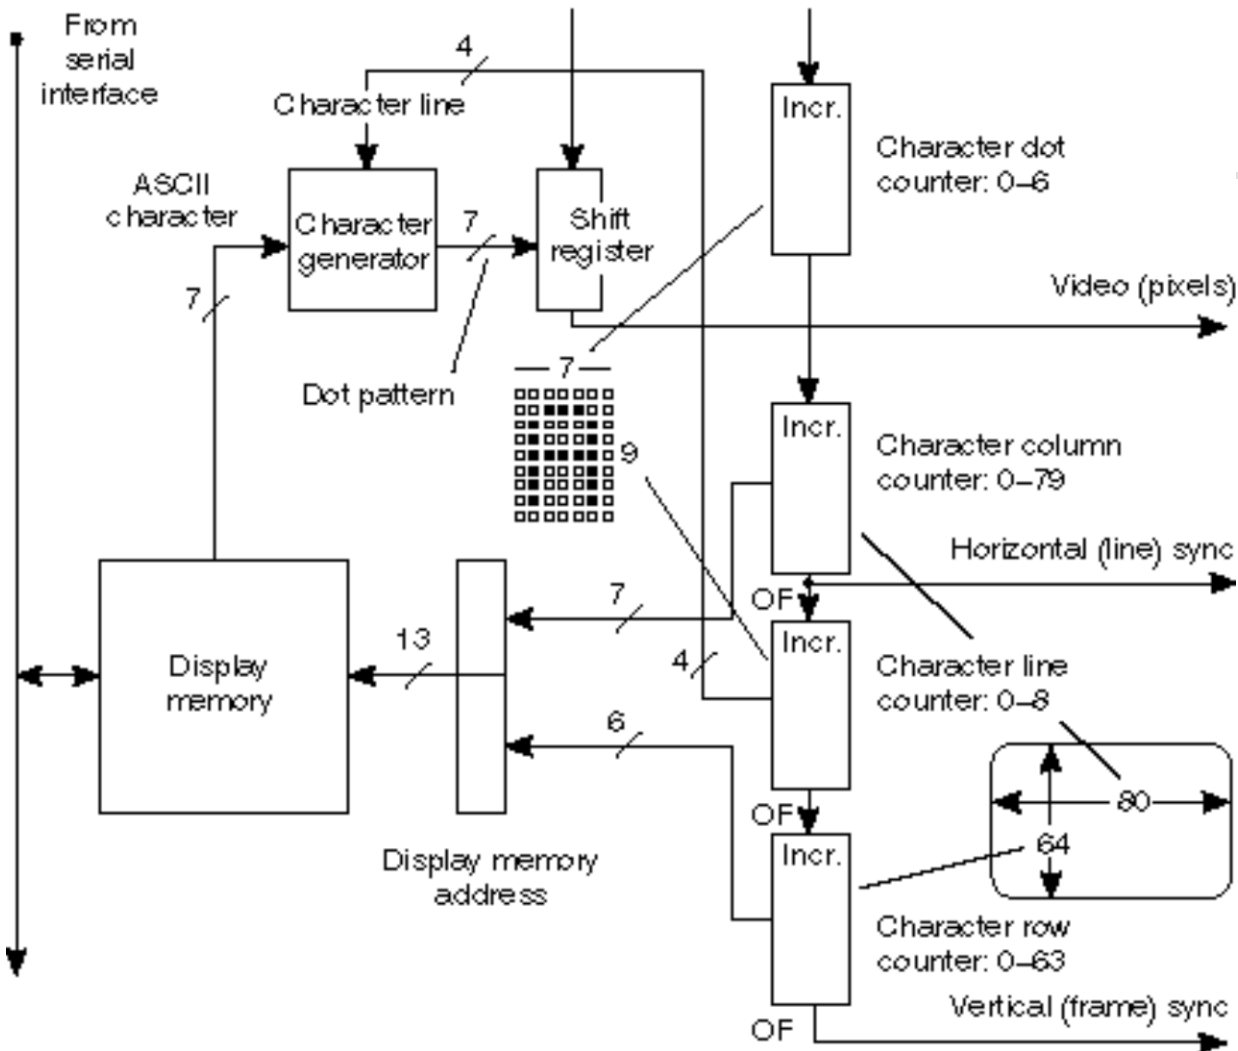 From
serial
interface
4
Character line
Incr.
Character dot
counter: 0–6
ASCII
character
Character
generator
7
Shift
register
7
Video (pixels)
Dot pattern
7
9
Incr.
Character column
counter: 0–79
Horizontal (line) sync
OF
7
Incr.
Display
memory
13
4
Character line
counter: 0–8
6
80
OF
64
Incr.
Display memory
address
Character row
counter: 0–63
Vertical (frame) sync
OF